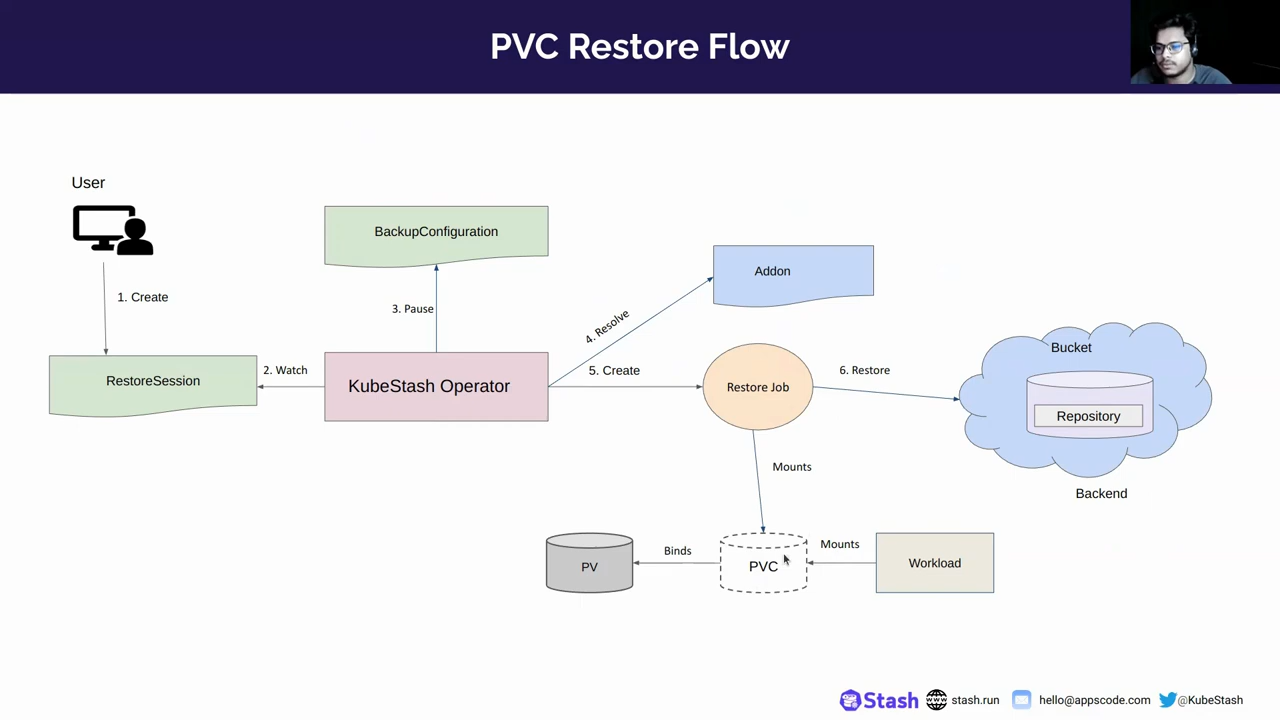 PVC Restore Flow
User
1. Create
RestoreSession
2. Watch
BackupConfiguration
3. Pause
KubeStash Operator
4. Resolve
Addon
5. Create
Restore Job
6. Restore
Bucket
Repository
Backend
Mounts
PV
Binds
PVC
Mounts
Workload
Stash
stash.run
hello@appscode.com
@KubeStash